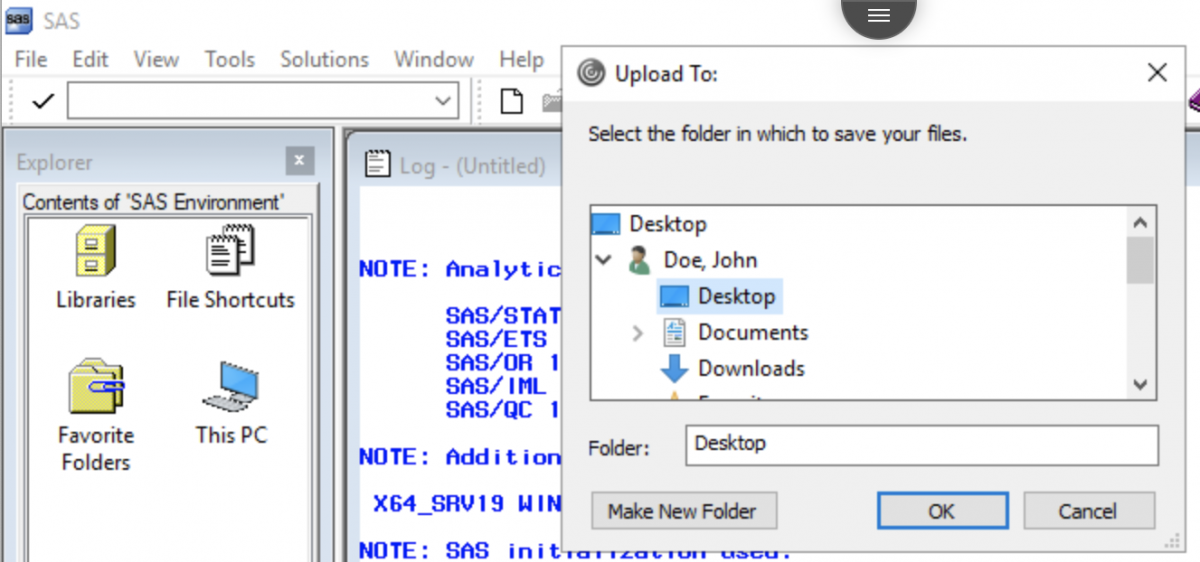 sas SAS
File Edit View Tools Solutions Window Help
Explorer
Contents of 'SAS Environment'
Libraries
File Shortcuts
Favorite
Folders
This PC
Log - (Untitled)
NOTE: Analytic
SAS/STAT
SAS/ETS
SAS/OR 1
SAS/IML
SAS/QC 1
NOTE: Addition
X64_SRV19 WIN
NOTE: SAS initialization used:
Upload To:
Select the folder in which to save your files.
Desktop
Doe, John
Desktop
Documents
Downloads
Folder: Desktop
Make New Folder OK Cancel